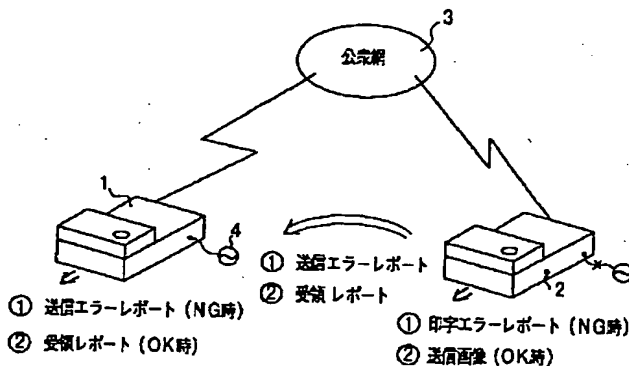 3
公衆網
1
4
① 送信エラーレポート
② 受領レポート
2
① 送信エラーレポート (NG時)
② 受領レポート (OK時)
① 印字エラーレポート (NG時)
② 送信画像 (OK時)